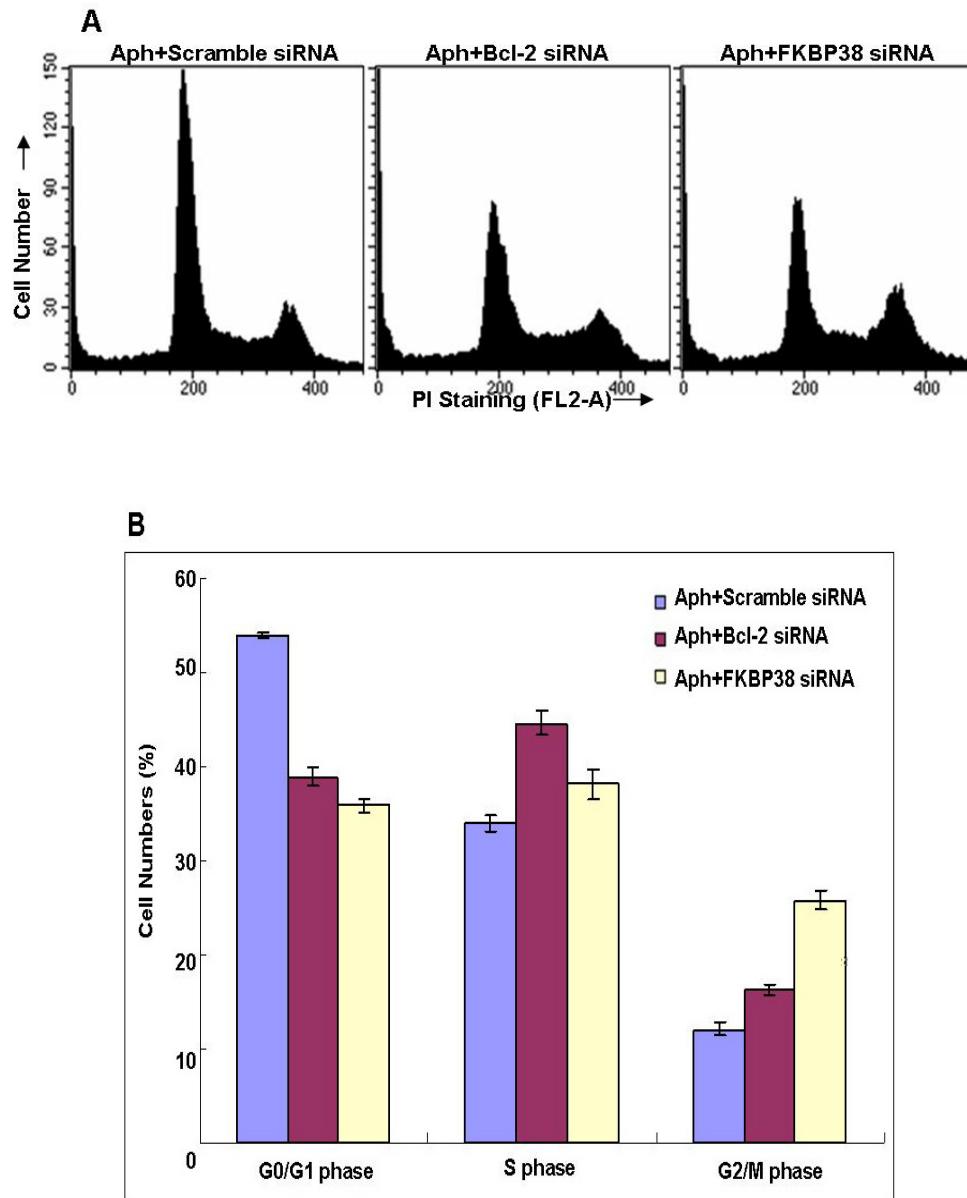 A
Aph+Scramble siRNA
Aph+Bcl-2 siRNA
Aph+FKBP38 siRNA
150
120
90
60
30
0
Cell Number
0 200 400
0 200 400
0 200 400
PI Staining (FL2-A)
B
60
50
40
30
20
10
0
Cell Numbers (%)
Aph+Scramble siRNA
Aph+Bcl-2 siRNA
Aph+FKBP38 siRNA
G0/G1 phase
S phase
G2/M phase